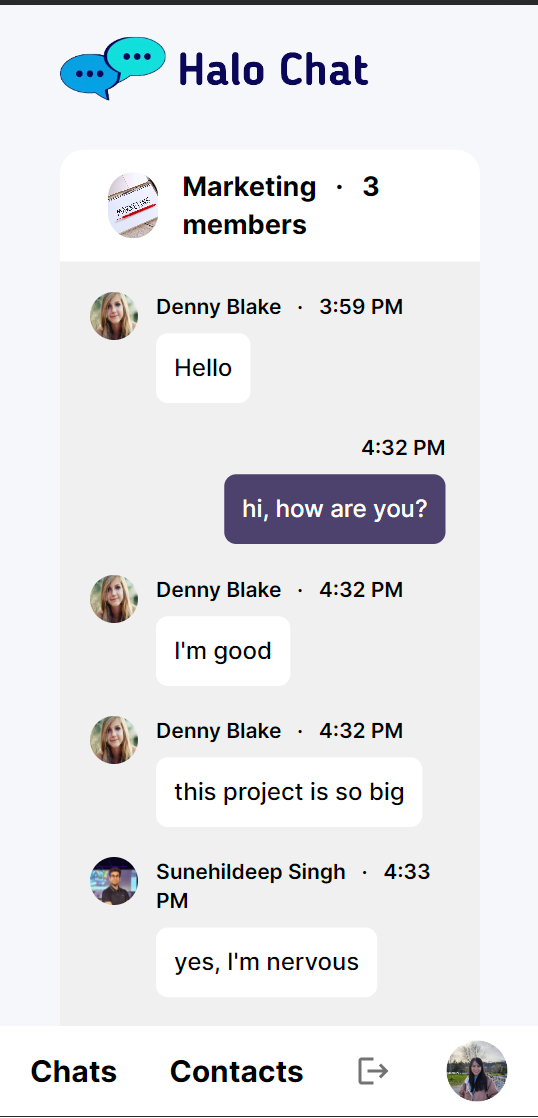 Halo Chat
MARKETING
Marketing · 3
members
Denny Blake · 3:59 PM
Hello
4:32 PM
hi, how are you?
Denny Blake · 4:32 PM
I'm good
Denny Blake · 4:32 PM
this project is so big
Sunehildeep Singh · 4:33
PM
yes, I'm nervous
Chats Contacts